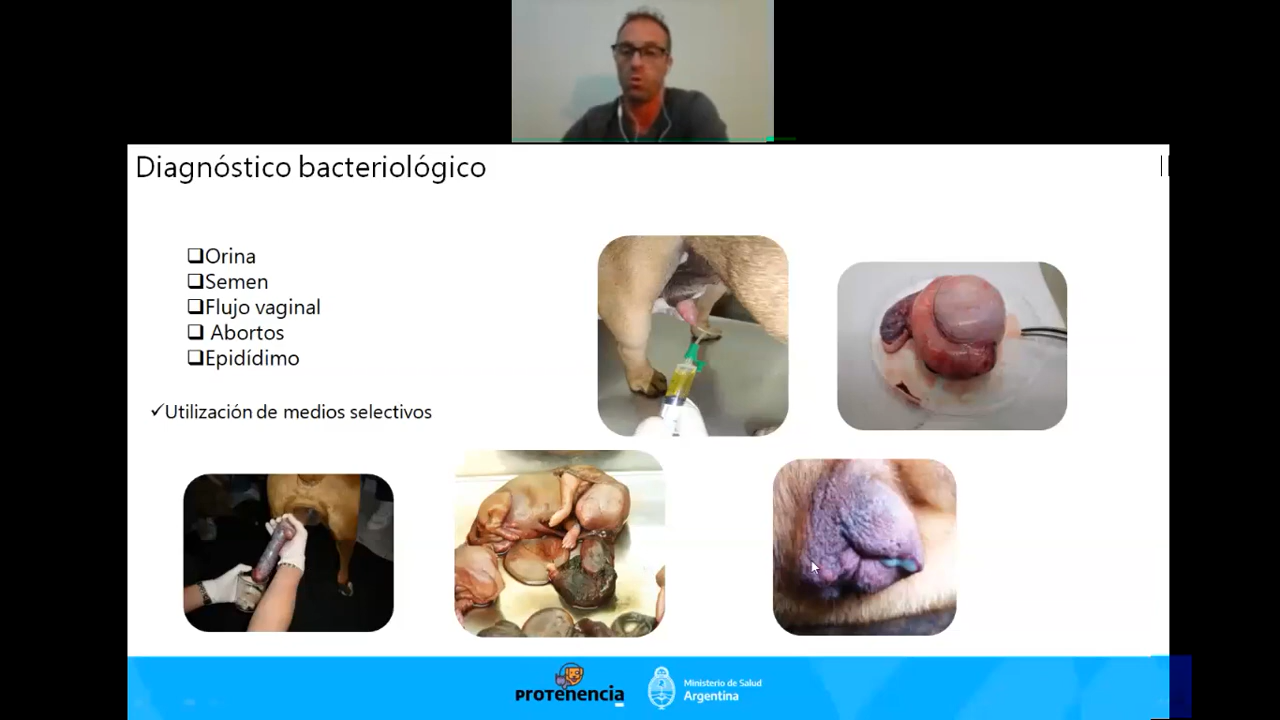 Diagnóstico bacteriológico
❑Orina
❑Semen
❑Flujo vaginal
❑ Abortos
❑Epidídimo
✓Utilización de medios selectivos
PROTENENCIA
Ministerio de Salud
Argentina